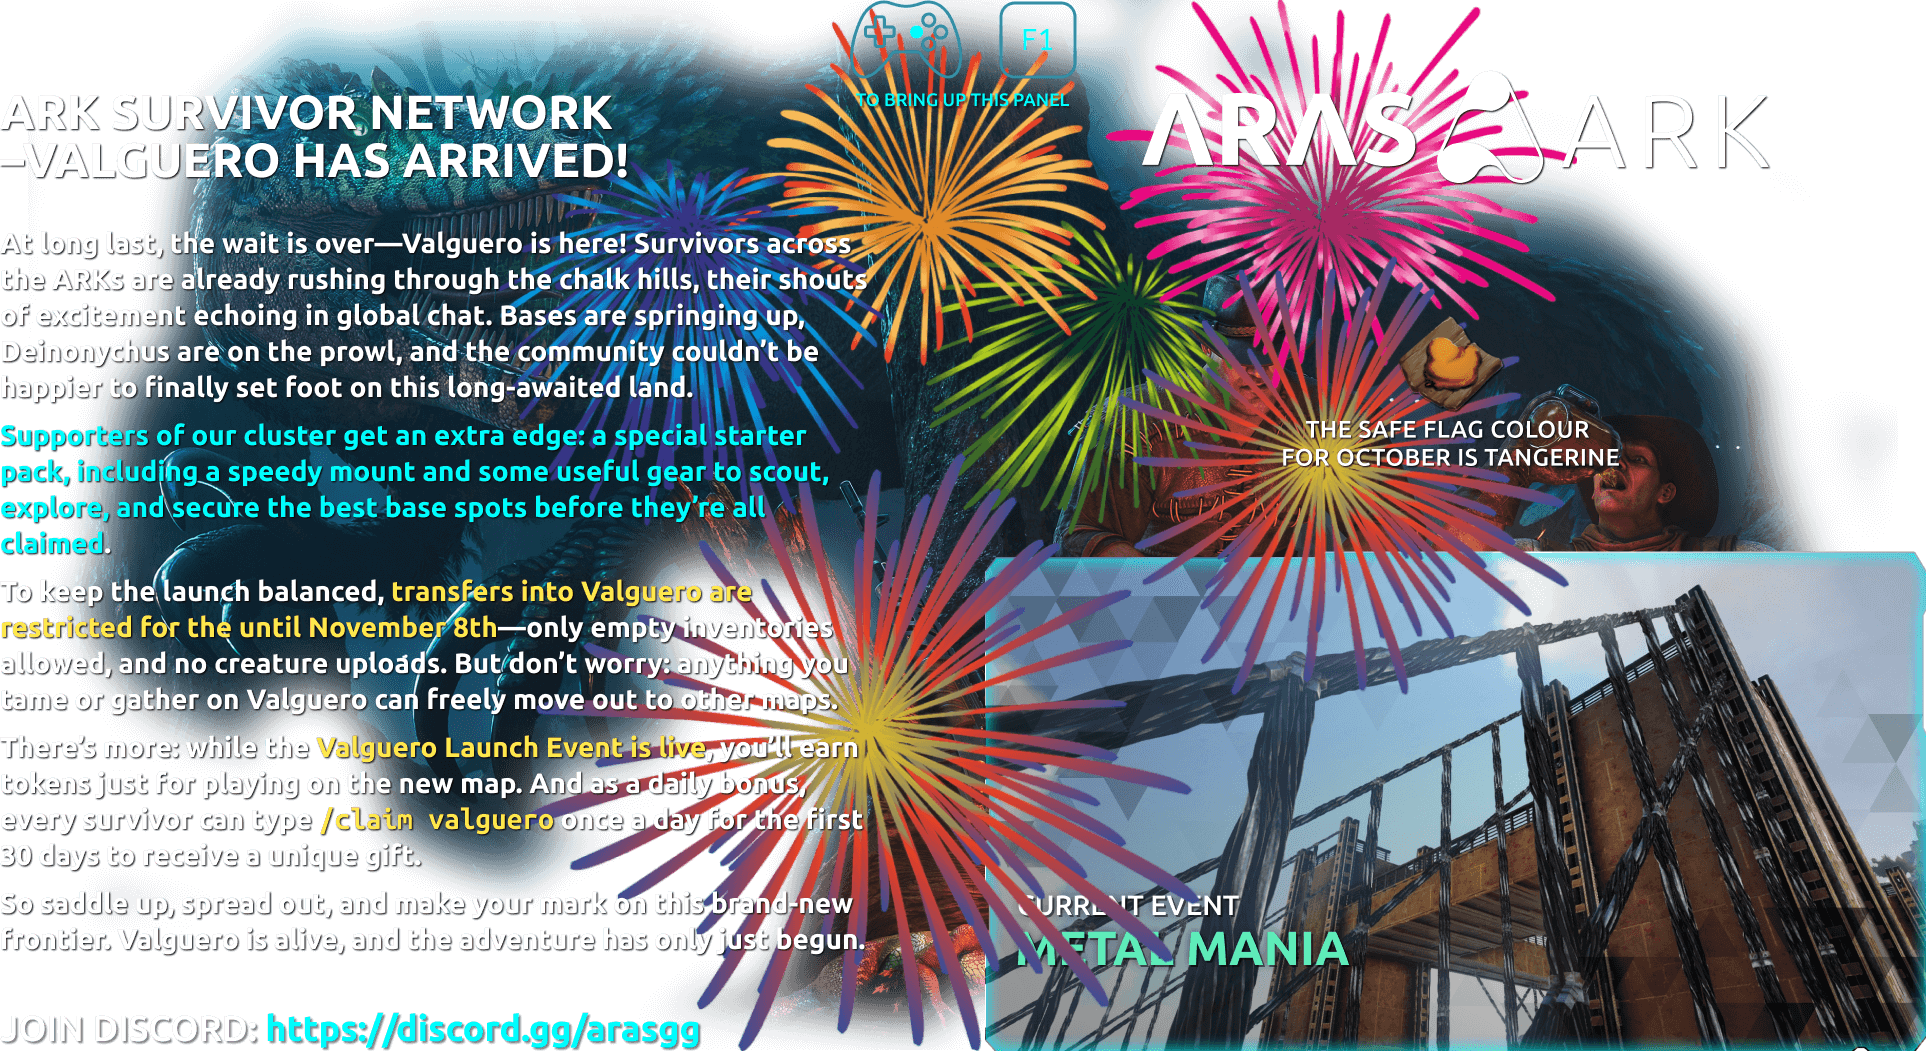 F1
TO BRING UP THIS PANEL
ARAS ARK
ARK SURVIVOR NETWORK
–VALGUERO HAS ARRIVED!
At long last, the wait is over—Valguero is here! Survivors across
the ARKs are already rushing through the chalk hills, their shouts
of excitement echoing in global chat. Bases are springing up,
Deinonychus are on the prowl, and the community couldn't be
happier to finally set foot on this long-awaited land.
Supporters of our cluster get an extra edge: a special starter
pack, including a speedy mount and some useful gear to scout,
explore, and secure the best base spots before they're all
claimed.
To keep the launch balanced, transfers into Valguero are
restricted for the until November 8th—only empty inventories
allowed, and no creature uploads. But don't worry: anything you
tame or gather on Valguero can freely move out to other maps.
There's more: while the Valguero Launch Event is live, you'll earn
tokens just for playing on the new map. And as a daily bonus,
every survivor can type /claim valguero once a day for the first
30 days to receive a unique gift.
So saddle up, spread out, and make your mark on this brand-new
frontier. Valguero is alive, and the adventure has only just begun.
JOIN DISCORD: https://discord.gg/arasgg
THE SAFE FLAG COLOUR
FOR OCTOBER IS TANGERINE
CURRENT EVENT
METAL MANIA